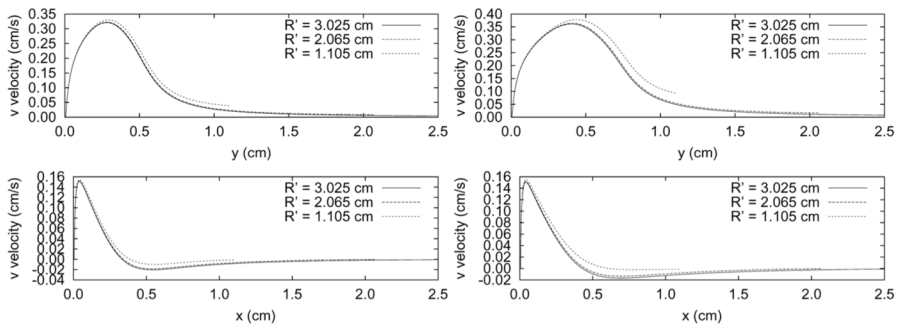 v velocity (cm/s)
0.35
0.30
0.25
0.20
0.15
0.10
0.05
0.00
0.0 0.5 1.0 1.5 2.0 2.5
y (cm)
R' = 3.025 cm
R' = 2.065 cm
R' = 1.105 cm
v velocity (cm/s)
0.40
0.35
0.30
0.25
0.20
0.15
0.10
0.05
0.00
0.0 0.5 1.0 1.5 2.0 2.5
y (cm)
R' = 3.025 cm
R' = 2.065 cm
R' = 1.105 cm
v velocity (cm/s)
0.16
0.14
0.12
0.10
0.08
0.06
0.04
0.02
0.00
-0.02
-0.04
0.0 0.5 1.0 1.5 2.0 2.5
x (cm)
R' = 3.025 cm
R' = 2.065 cm
R' = 1.105 cm
v velocity (cm/s)
0.16
0.14
0.12
0.10
0.08
0.06
0.04
0.02
0.00
-0.02
0.0 0.5 1.0 1.5 2.0 2.5
x (cm)
R' = 3.025 cm
R' = 2.065 cm
R' = 1.105 cm